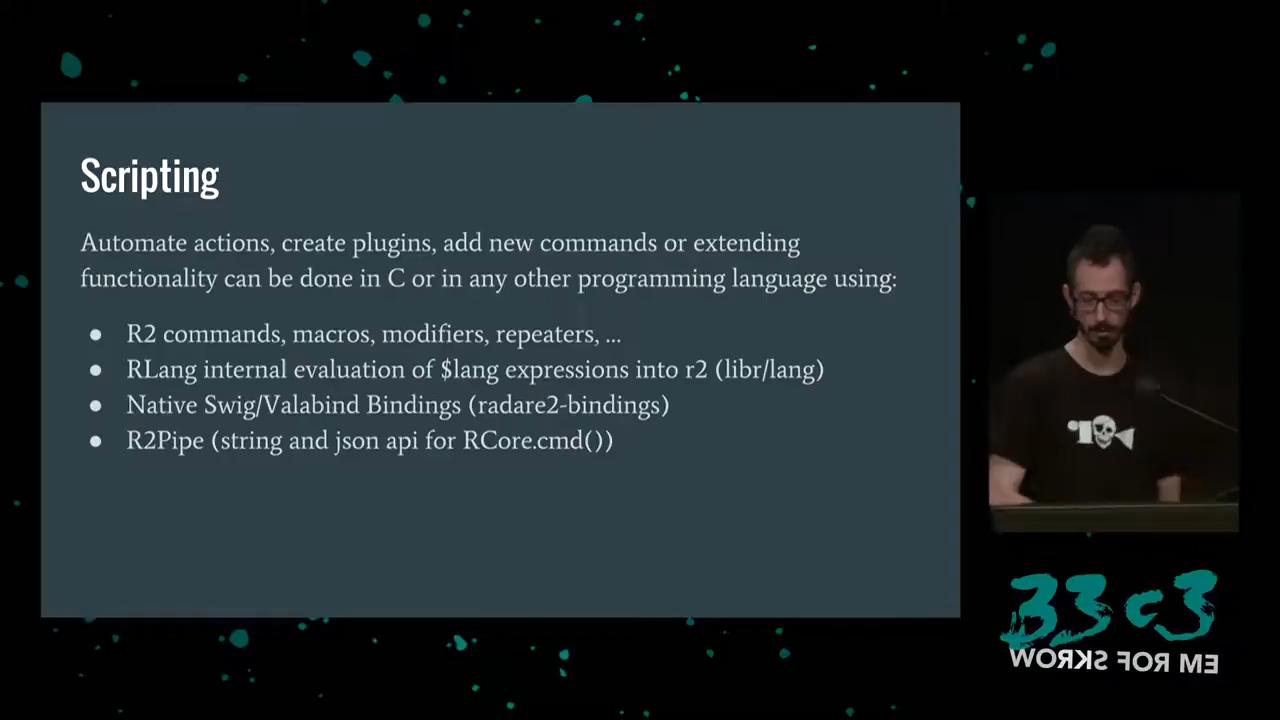 Scripting
Automate actions, create plugins, add new commands or extending
functionality can be done in C or in any other programming language using:
● R2 commands, macros, modifiers, repeaters, ...
● RLang internal evaluation of $lang expressions into r2 (libr/lang)
● Native Swig/Valabind Bindings (radare2-bindings)
● R2Pipe (string and json api for RCore.cmd())
33c3
WORKS FOR ME